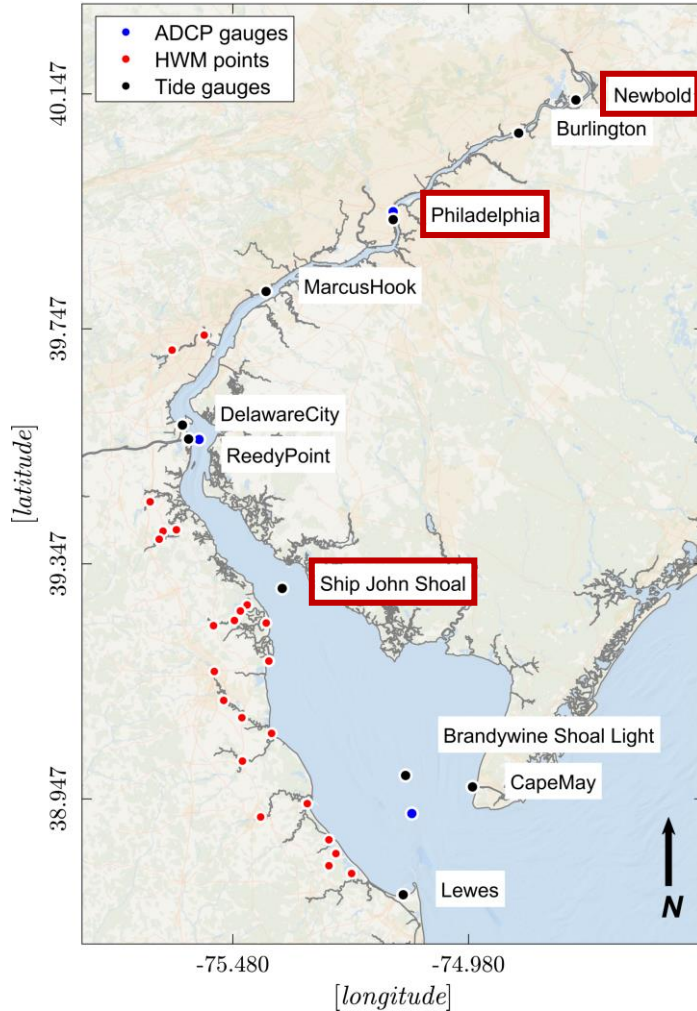 ADCP gauges
HWM points
Tide gauges
40.147
Newbold
Burlington
Philadelphia
MarcusHook
39.747
DelawareCity
ReedyPoint
[latitude]
39.347
Ship John Shoal
Brandywine Shoal Light
CapeMay
38.947
Lewes
N
-75.480
-74.980
[longitude]